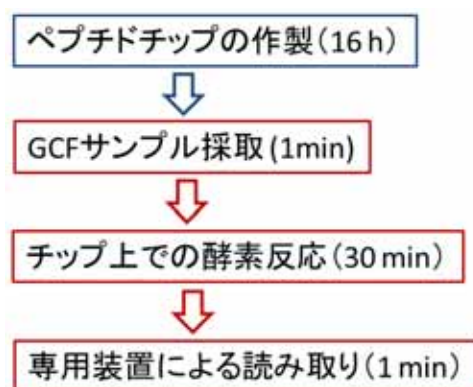 ペプチドチップの作製(16 h)
GCFサンプル採取(1min)
チップ上での酵素反応(30 min)
専用装置による読み取り(1 min)